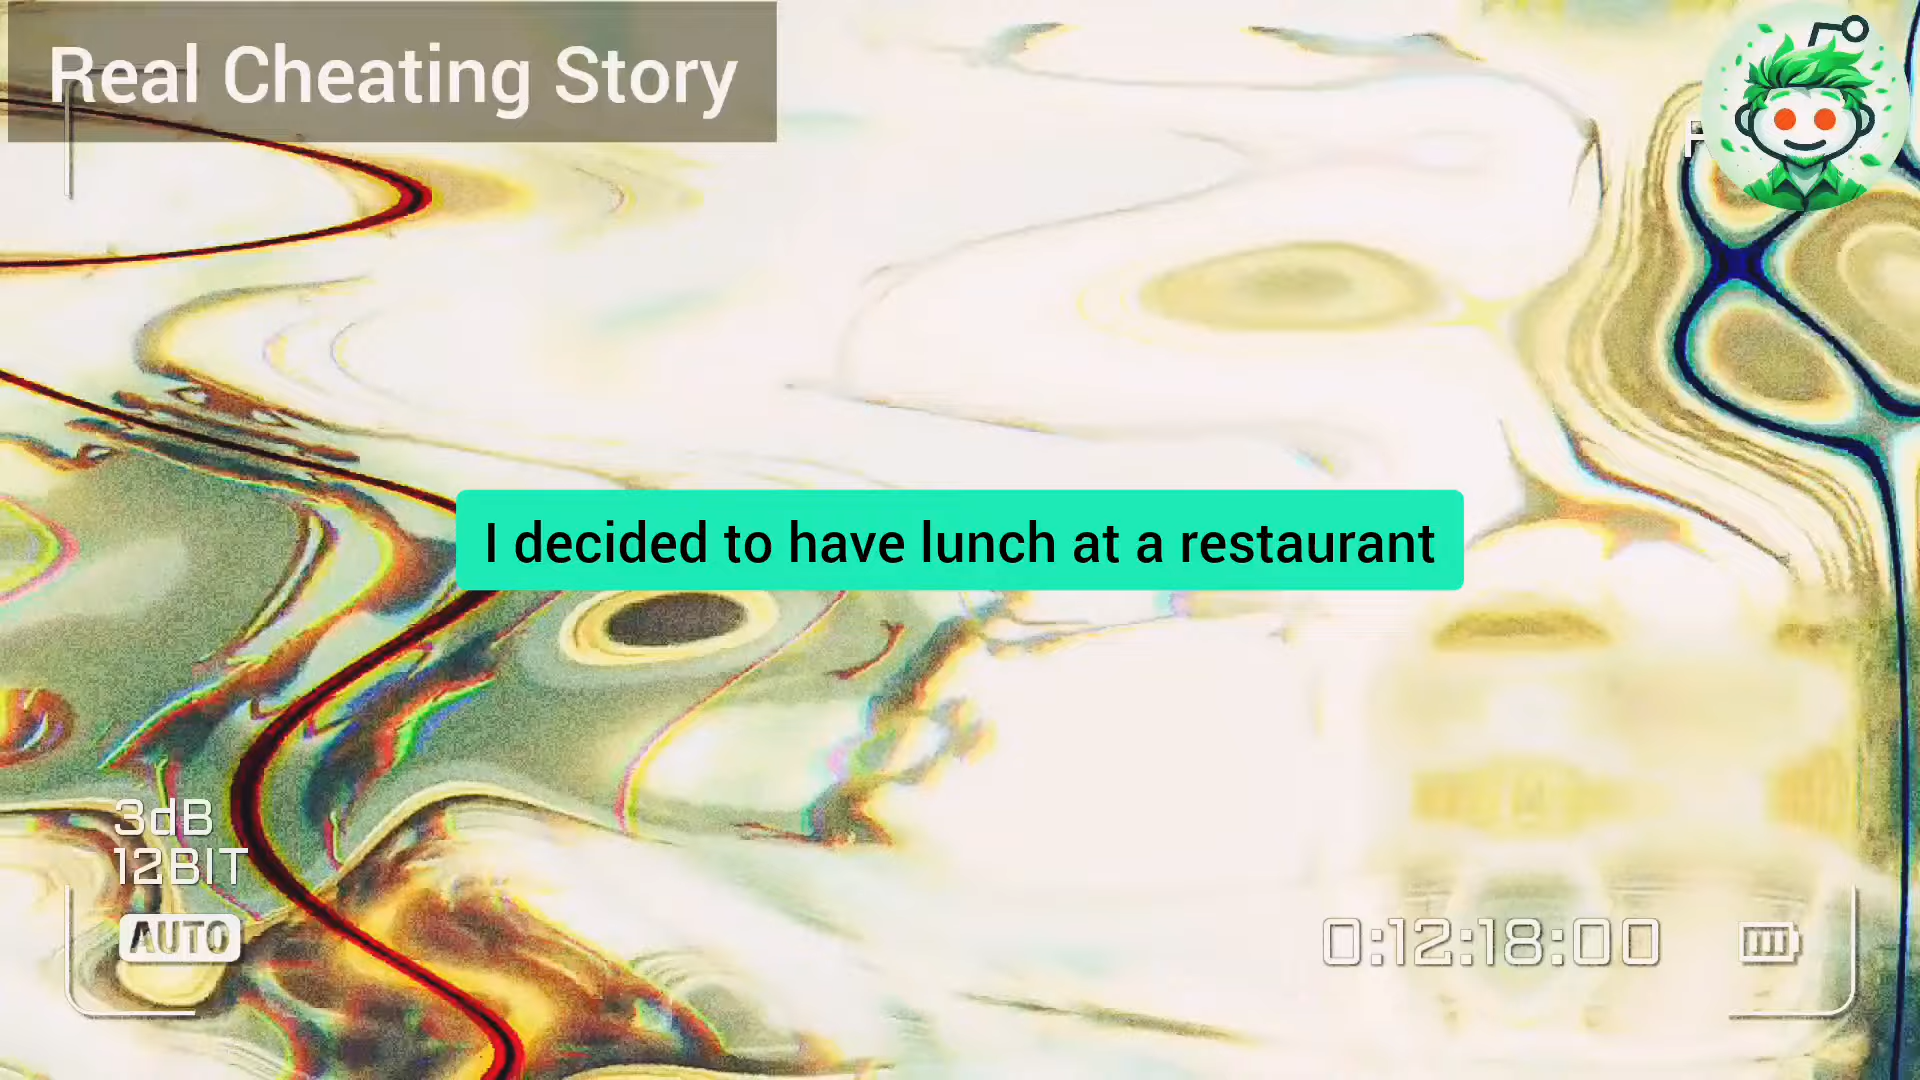 Real Cheating Story
I decided to have lunch at a restaurant
3dB
12BIT
AUTO
0:12:18:00